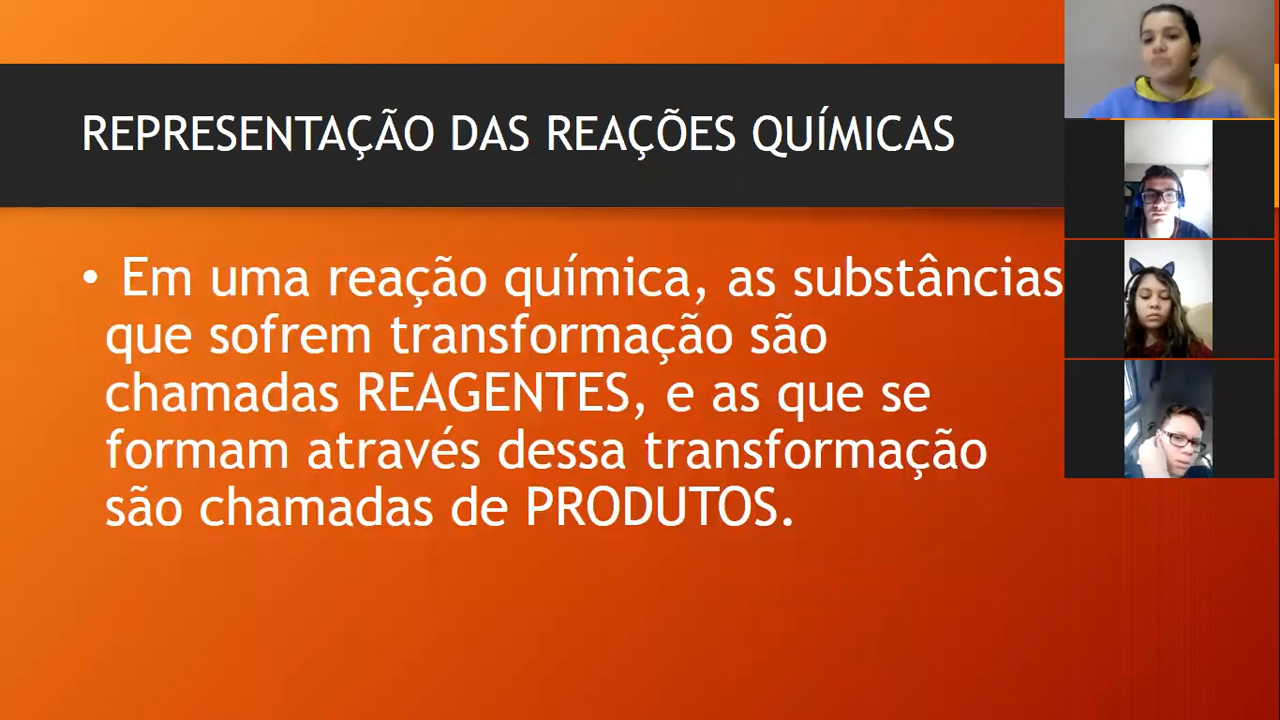 REPRESENTAÇÃO DAS REAÇÕES QUÍMICAS
• Em uma reação química, as substâncias
que sofrem transformação são
chamadas REAGENTES, e as que se
formam através dessa transformação
são chamadas de PRODUTOS.